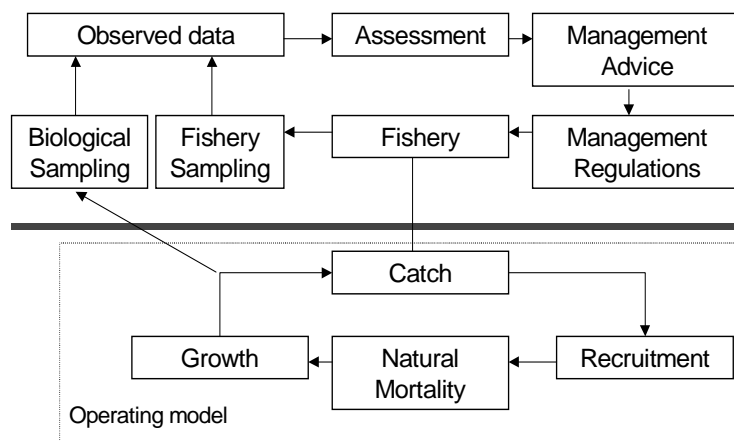 Observed data
Assessment
Management
Advice
Biological
Sampling
Fishery
Sampling
Fishery
Management
Regulations
Catch
Growth
Natural
Mortality
Recruitment
Operating model